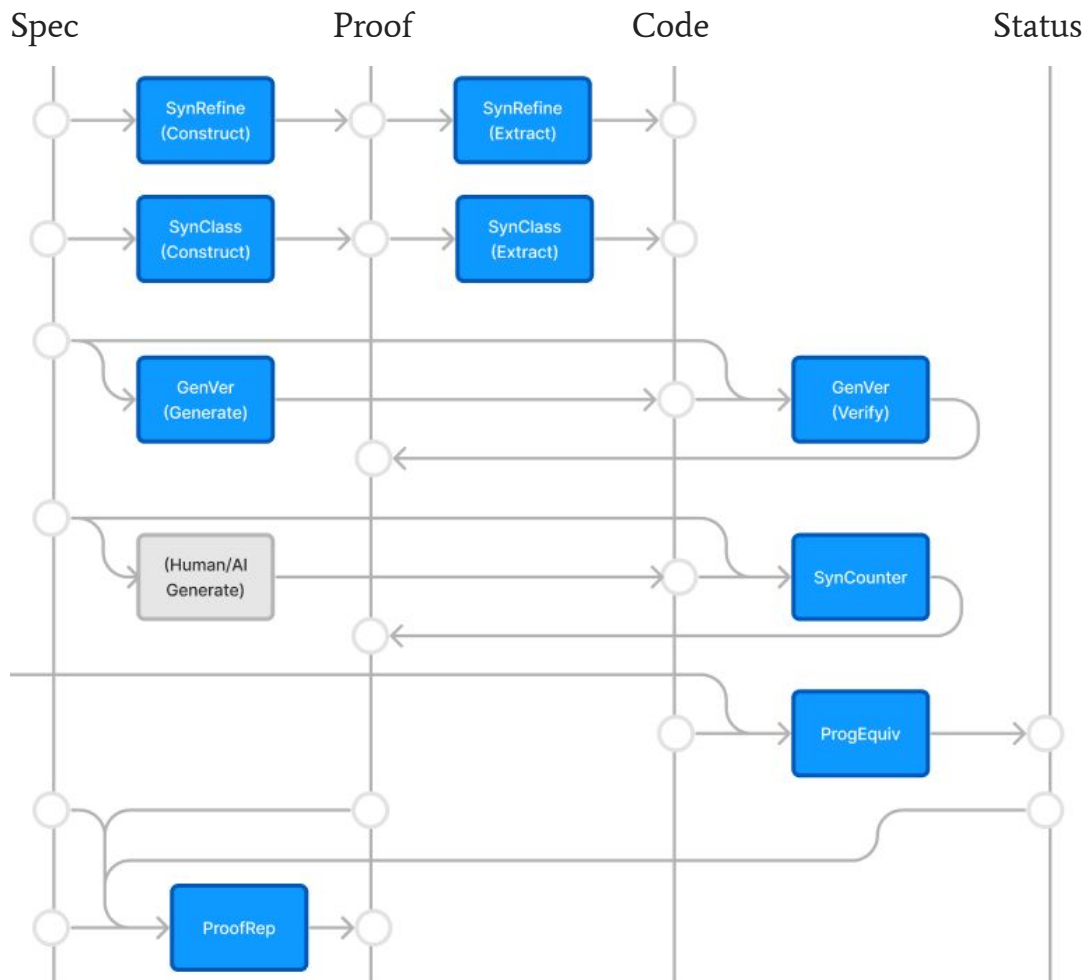 Spec Proof Code Status
SynRefine
(Construct)
SynRefine
(Extract)
SynClass
(Construct)
SynClass
(Extract)
GenVer
(Generate)
GenVer
(Verify)
(Human/AI
Generate)
SynCounter
ProgEquiv
ProofRep